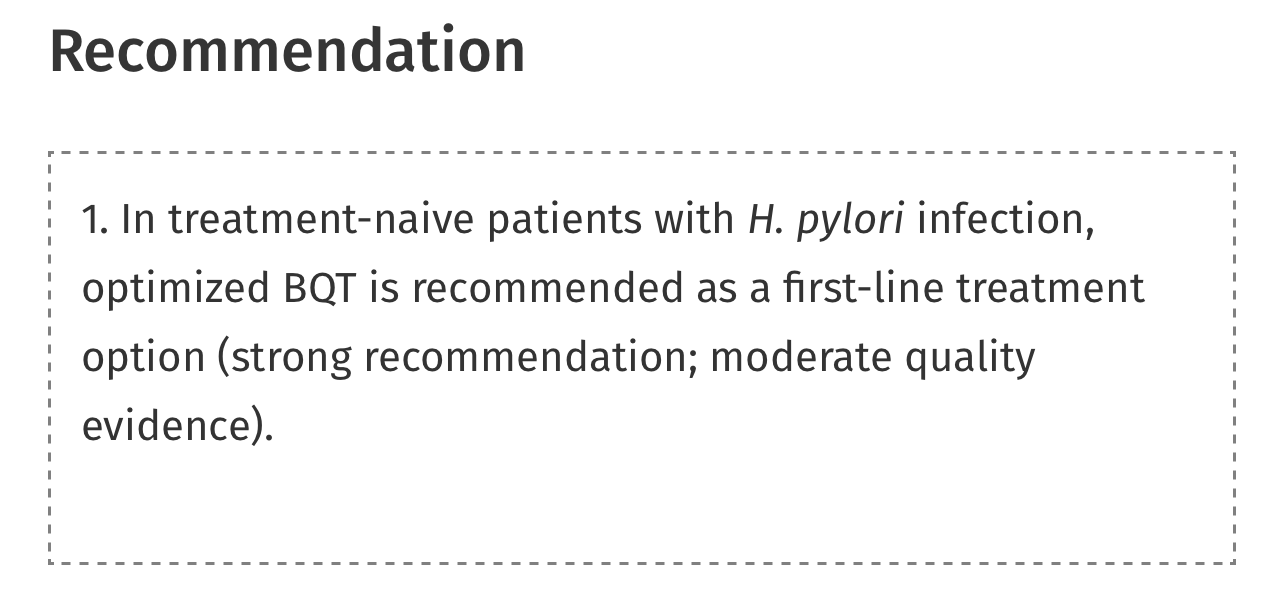 Recommendation
1. In treatment-naive patients with H. pylori infection,
optimized BQT is recommended as a first-line treatment
option (strong recommendation; moderate quality
evidence).